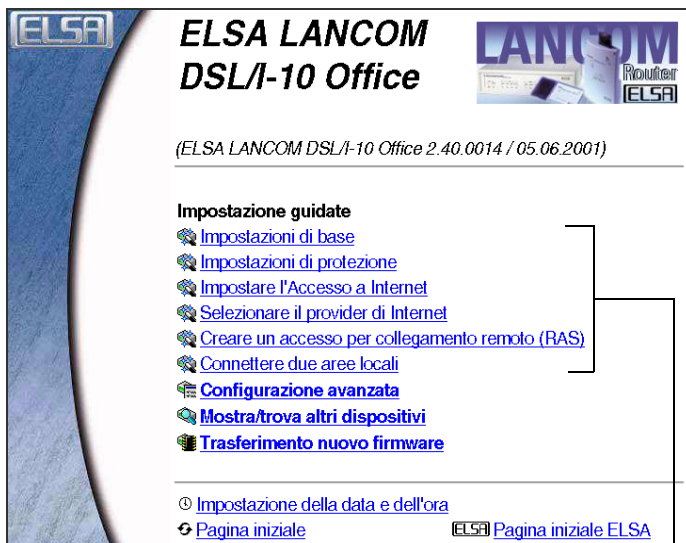 ELSA
ELSA LANCOM
DSL/I-10 Office
LANCOM
Router
ELSA
(ELSA LANCOM DSL/I-10 Office 2.40.0014 / 05.06.2001)
Impostazione guidate
Impostazioni di base
Impostazioni di protezione
Impostare l'Accesso a Internet
Selezionare il provider di Internet
Creare un accesso per collegamento remoto (RAS)
Connettere due aree locali
Configurazione avanzata
Mostra/trova altri dispositivi
Trasferimento nuovo firmware
Impostazione della data e dell'ora
Pagina iniziale
ELSA Pagina iniziale ELSA